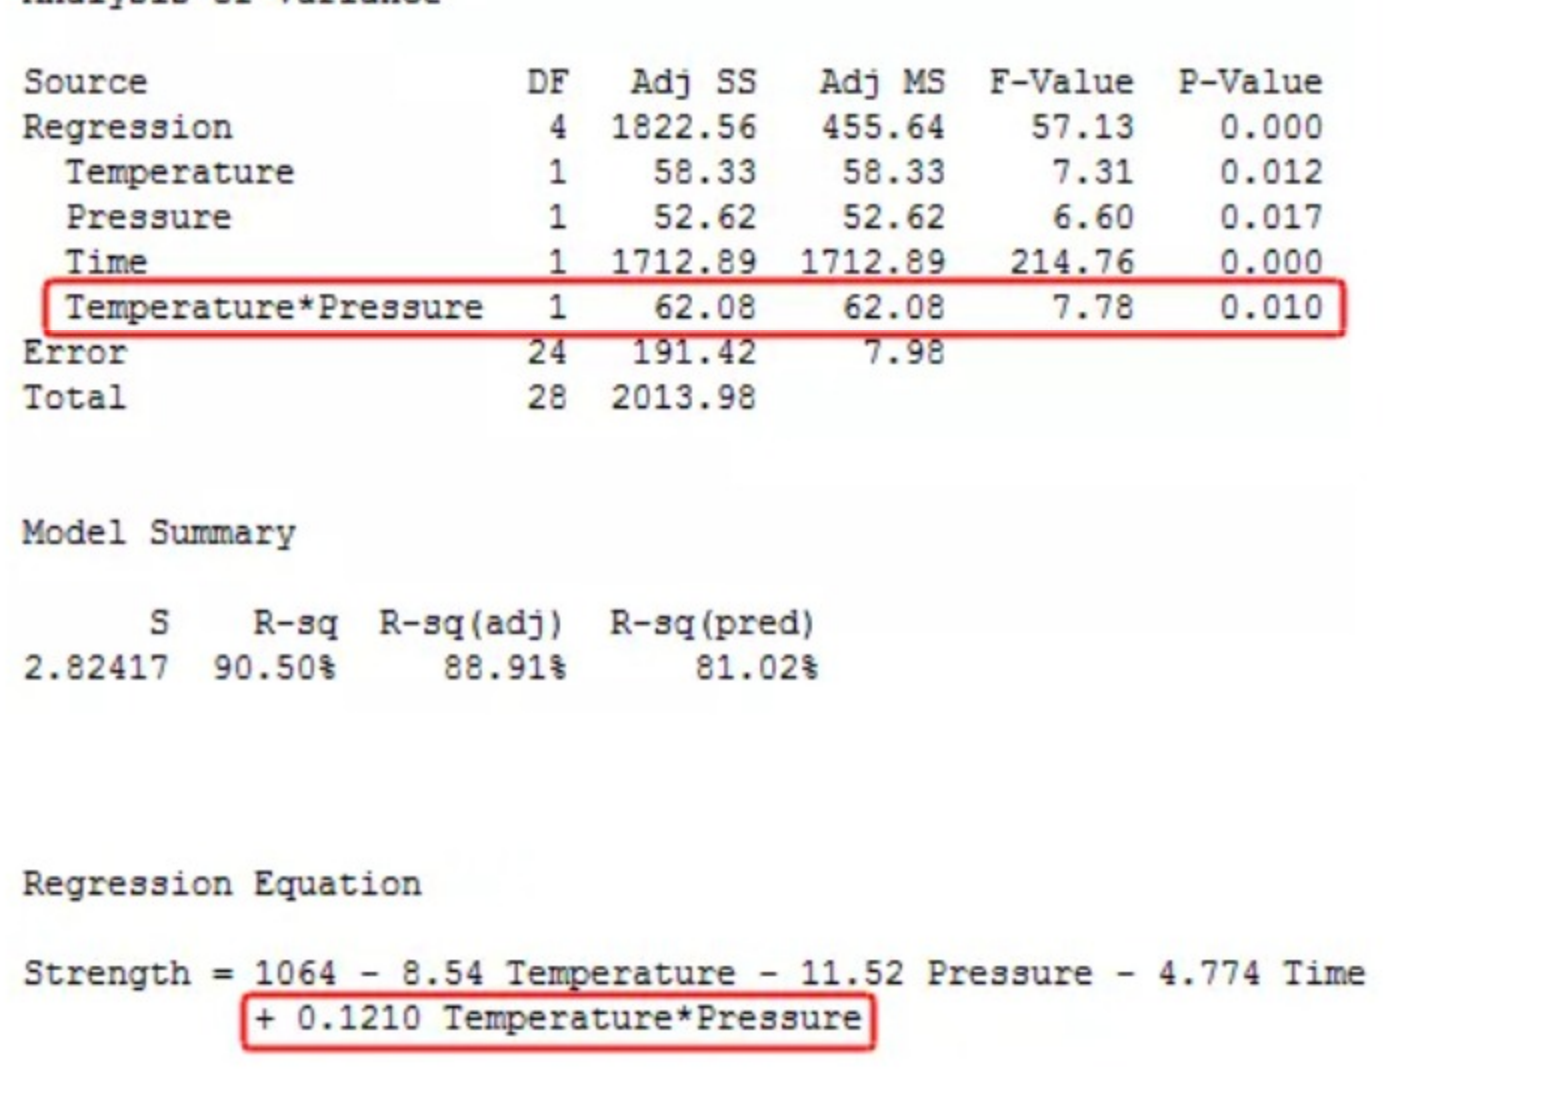 Analysis of Variance
Source DF Adj SS Adj MS F-Value P-Value
Regression 4 1822.56 455.64 57.13 0.000
Temperature 1 58.33 58.33 7.31 0.012
Pressure 1 52.62 52.62 6.60 0.017
Time 1 1712.89 1712.89 214.76 0.000
Temperature*Pressure 1 62.08 62.08 7.78 0.010
Error 24 191.42 7.98
Total 28 2013.98
Model Summary
S R-sq R-sq(adj) R-sq(pred)
2.82417 90.50% 88.91% 81.02%
Regression Equation
Strength = 1064 - 8.54 Temperature - 11.52 Pressure - 4.774 Time
+ 0.1210 Temperature*Pressure